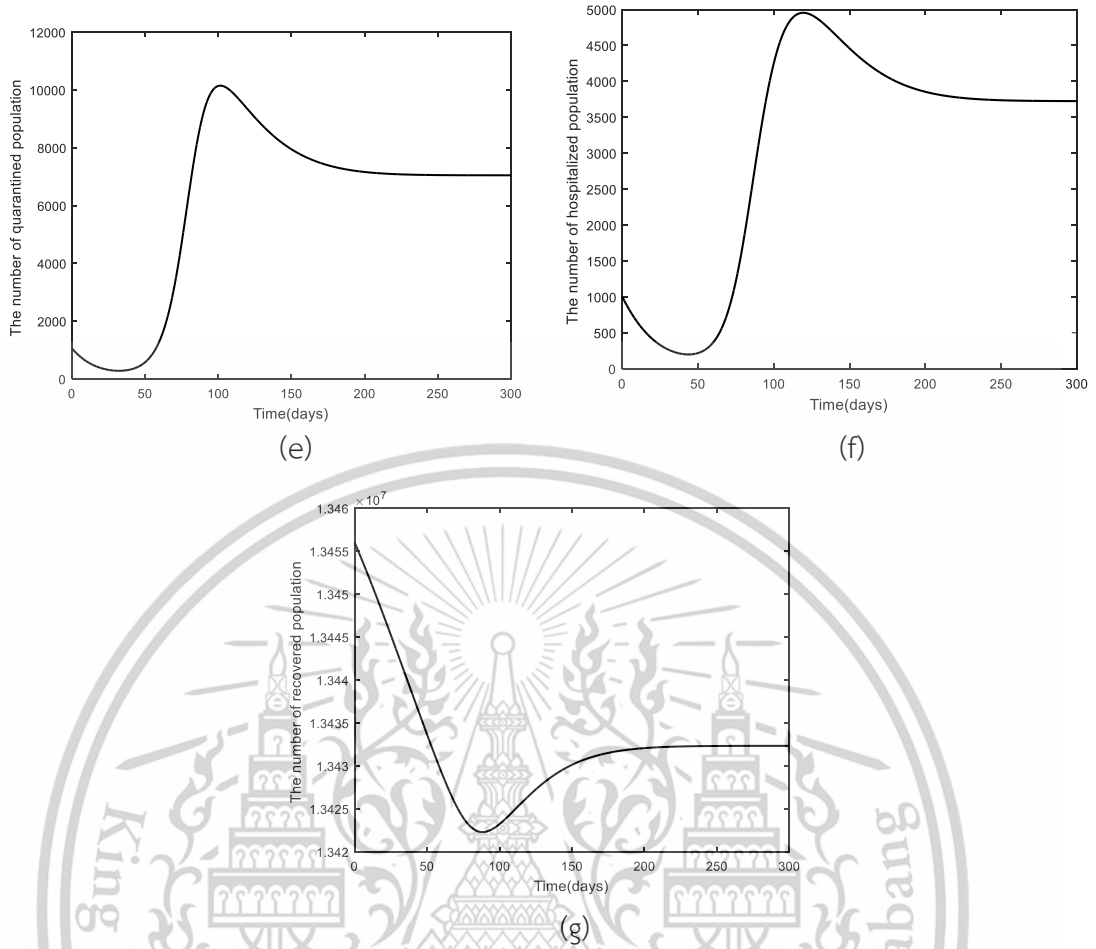 12000
10000
8000
6000
4000
2000
0
0 50 100 150 200 250 300
The number of quarantined population
Time(days)
(e)
5000
4500
4000
3500
3000
2500
2000
1500
1000
500
0
0 50 100 150 200 250 300
The number of hospitalized population
Time(days)
(f)
×10⁷
1.346
1.3455
1.345
1.3445
1.344
1.3435
1.343
1.3425
1.342
0 50 100 150 200 250 300
The number of recovered population
Time(days)
(g)
King